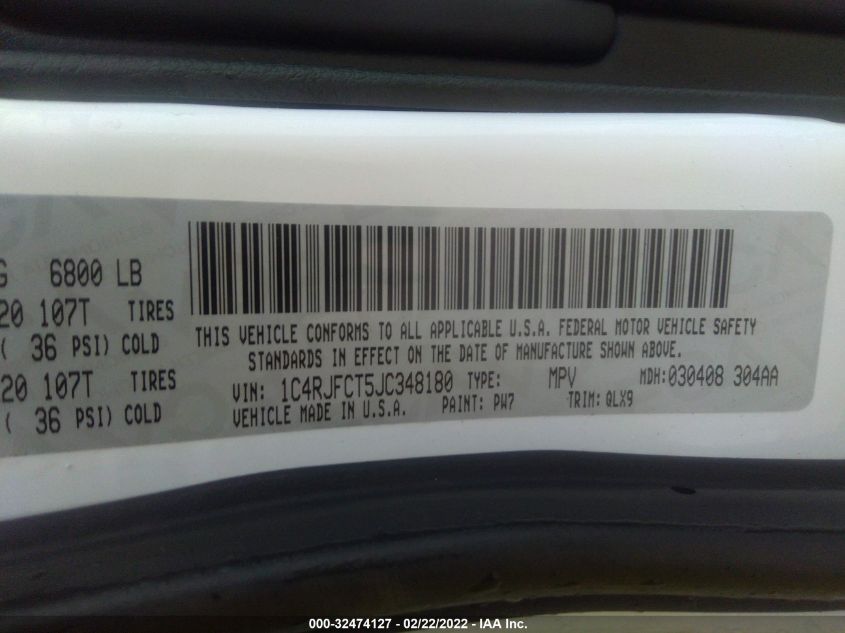 G 6800 LB
20 107T TIRES
( 36 PSI) COLD
20 107T TIRES
( 36 PSI) COLD
THIS VEHICLE CONFORMS TO ALL APPLICABLE U.S.A. FEDERAL MOTOR VEHICLE SAFETY
STANDARDS IN EFFECT ON THE DATE OF MANUFACTURE SHOWN ABOVE.
VIN: 1C4RJFCT5JC348180 TYPE: MPV MDH:030408 304AA
VEHICLE MADE IN U.S.A. PAINT: PW7 TRIM: QLX9
000-32474127 - 02/22/2022 - IAA Inc.